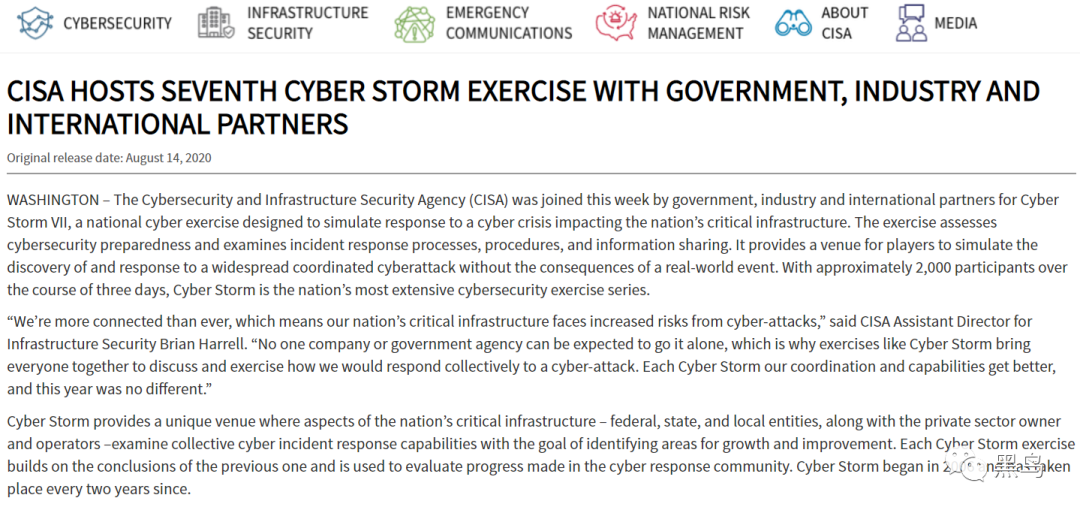 CYBERSECURITY
INFRASTRUCTURE
SECURITY
EMERGENCY
COMMUNICATIONS
NATIONAL RISK
MANAGEMENT
ABOUT
CISA
MEDIA
CISA HOSTS SEVENTH CYBER STORM EXERCISE WITH GOVERNMENT, INDUSTRY AND
INTERNATIONAL PARTNERS
Original release date: August 14, 2020
WASHINGTON – The Cybersecurity and Infrastructure Security Agency (CISA) was joined this week by government, industry and international partners for Cyber
Storm VII, a national cyber exercise designed to simulate response to a cyber crisis impacting the nation’s critical infrastructure. The exercise assesses
cybersecurity preparedness and examines incident response processes, procedures, and information sharing. It provides a venue for players to simulate the
discovery of and response to a widespread coordinated cyberattack without the consequences of a real-world event. With approximately 2,000 participants over
the course of three days, Cyber Storm is the nation’s most extensive cybersecurity exercise series.
“We’re more connected than ever, which means our nation’s critical infrastructure faces increased risks from cyber-attacks,” said CISA Assistant Director for
Infrastructure Security Brian Harrell. “No one company or government agency can be expected to go it alone, which is why exercises like Cyber Storm bring
everyone together to discuss and exercise how we would respond collectively to a cyber-attack. Each Cyber Storm our coordination and capabilities get better,
and this year was no different.”
Cyber Storm provides a unique venue where aspects of the nation’s critical infrastructure – federal, state, and local entities, along with the private sector owner
and operators –examine collective cyber incident response capabilities with the goal of identifying areas for growth and improvement. Each Cyber Storm exercise
builds on the conclusions of the previous one and is used to evaluate progress made in the cyber response community. Cyber Storm began in taken
place every two years since.
黑鸟